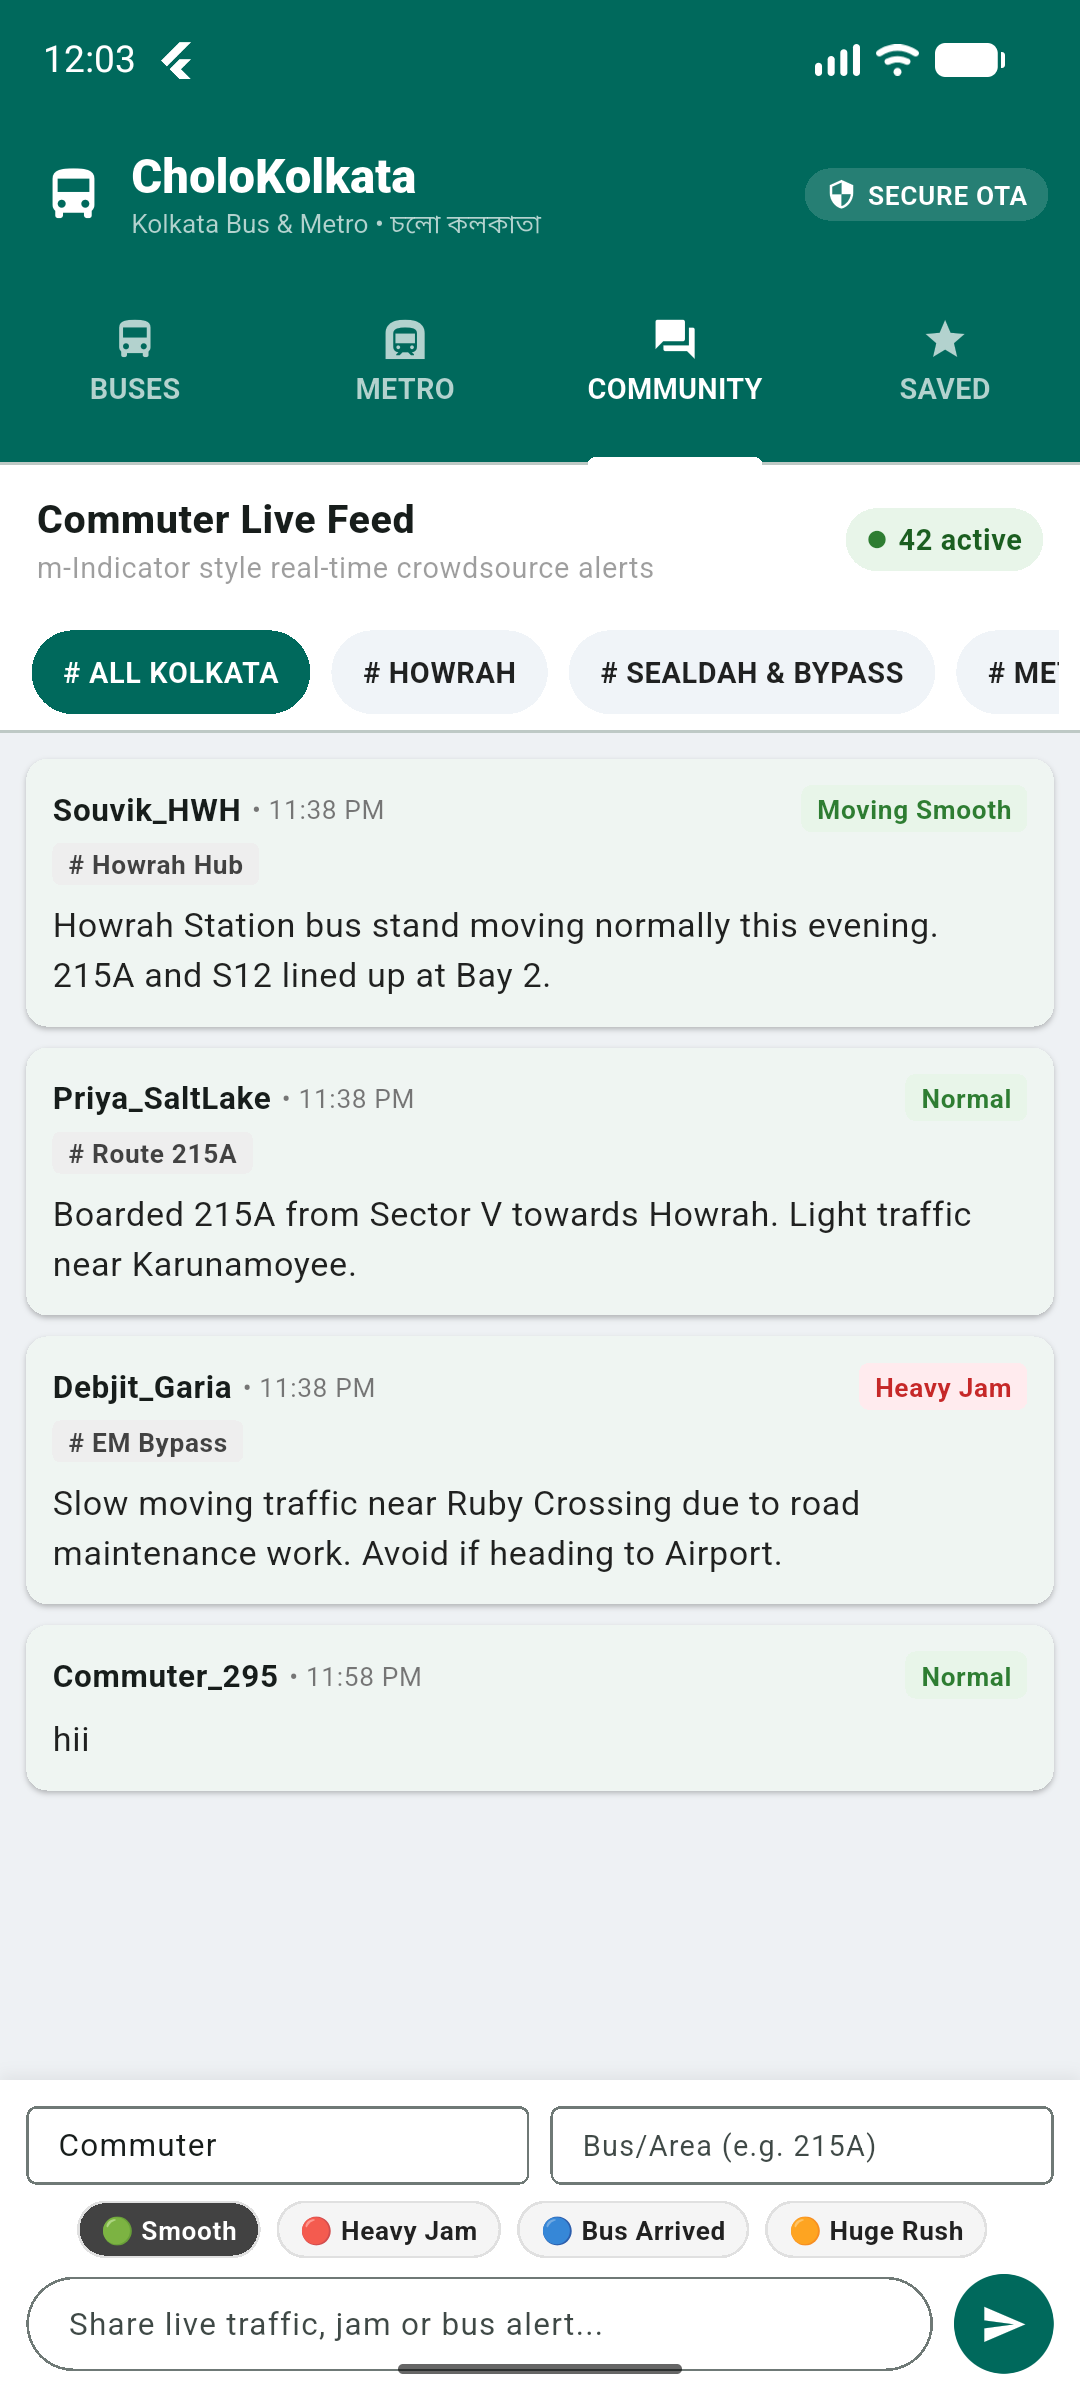 12:03
CholoKolkata
Kolkata Bus & Metro • চলো কলকাতা
SECURE OTA
BUSES
METRO
COMMUNITY
SAVED
Commuter Live Feed
m-Indicator style real-time crowdsource alerts
42 active
# ALL KOLKATA
# HOWRAH
# SEALDAH & BYPASS
# ME
Souvik_HWH • 11:38 PM
Moving Smooth
# Howrah Hub
Howrah Station bus stand moving normally this evening.
215A and S12 lined up at Bay 2.
Priya_SaltLake • 11:38 PM
Normal
# Route 215A
Boarded 215A from Sector V towards Howrah. Light traffic
near Karunamoyee.
Debjit_Garia • 11:38 PM
Heavy Jam
# EM Bypass
Slow moving traffic near Ruby Crossing due to road
maintenance work. Avoid if heading to Airport.
Commuter_295 • 11:58 PM
Normal
hii
Commuter
Bus/Area (e.g. 215A)
Smooth
Heavy Jam
Bus Arrived
Huge Rush
Share live traffic, jam or bus alert...